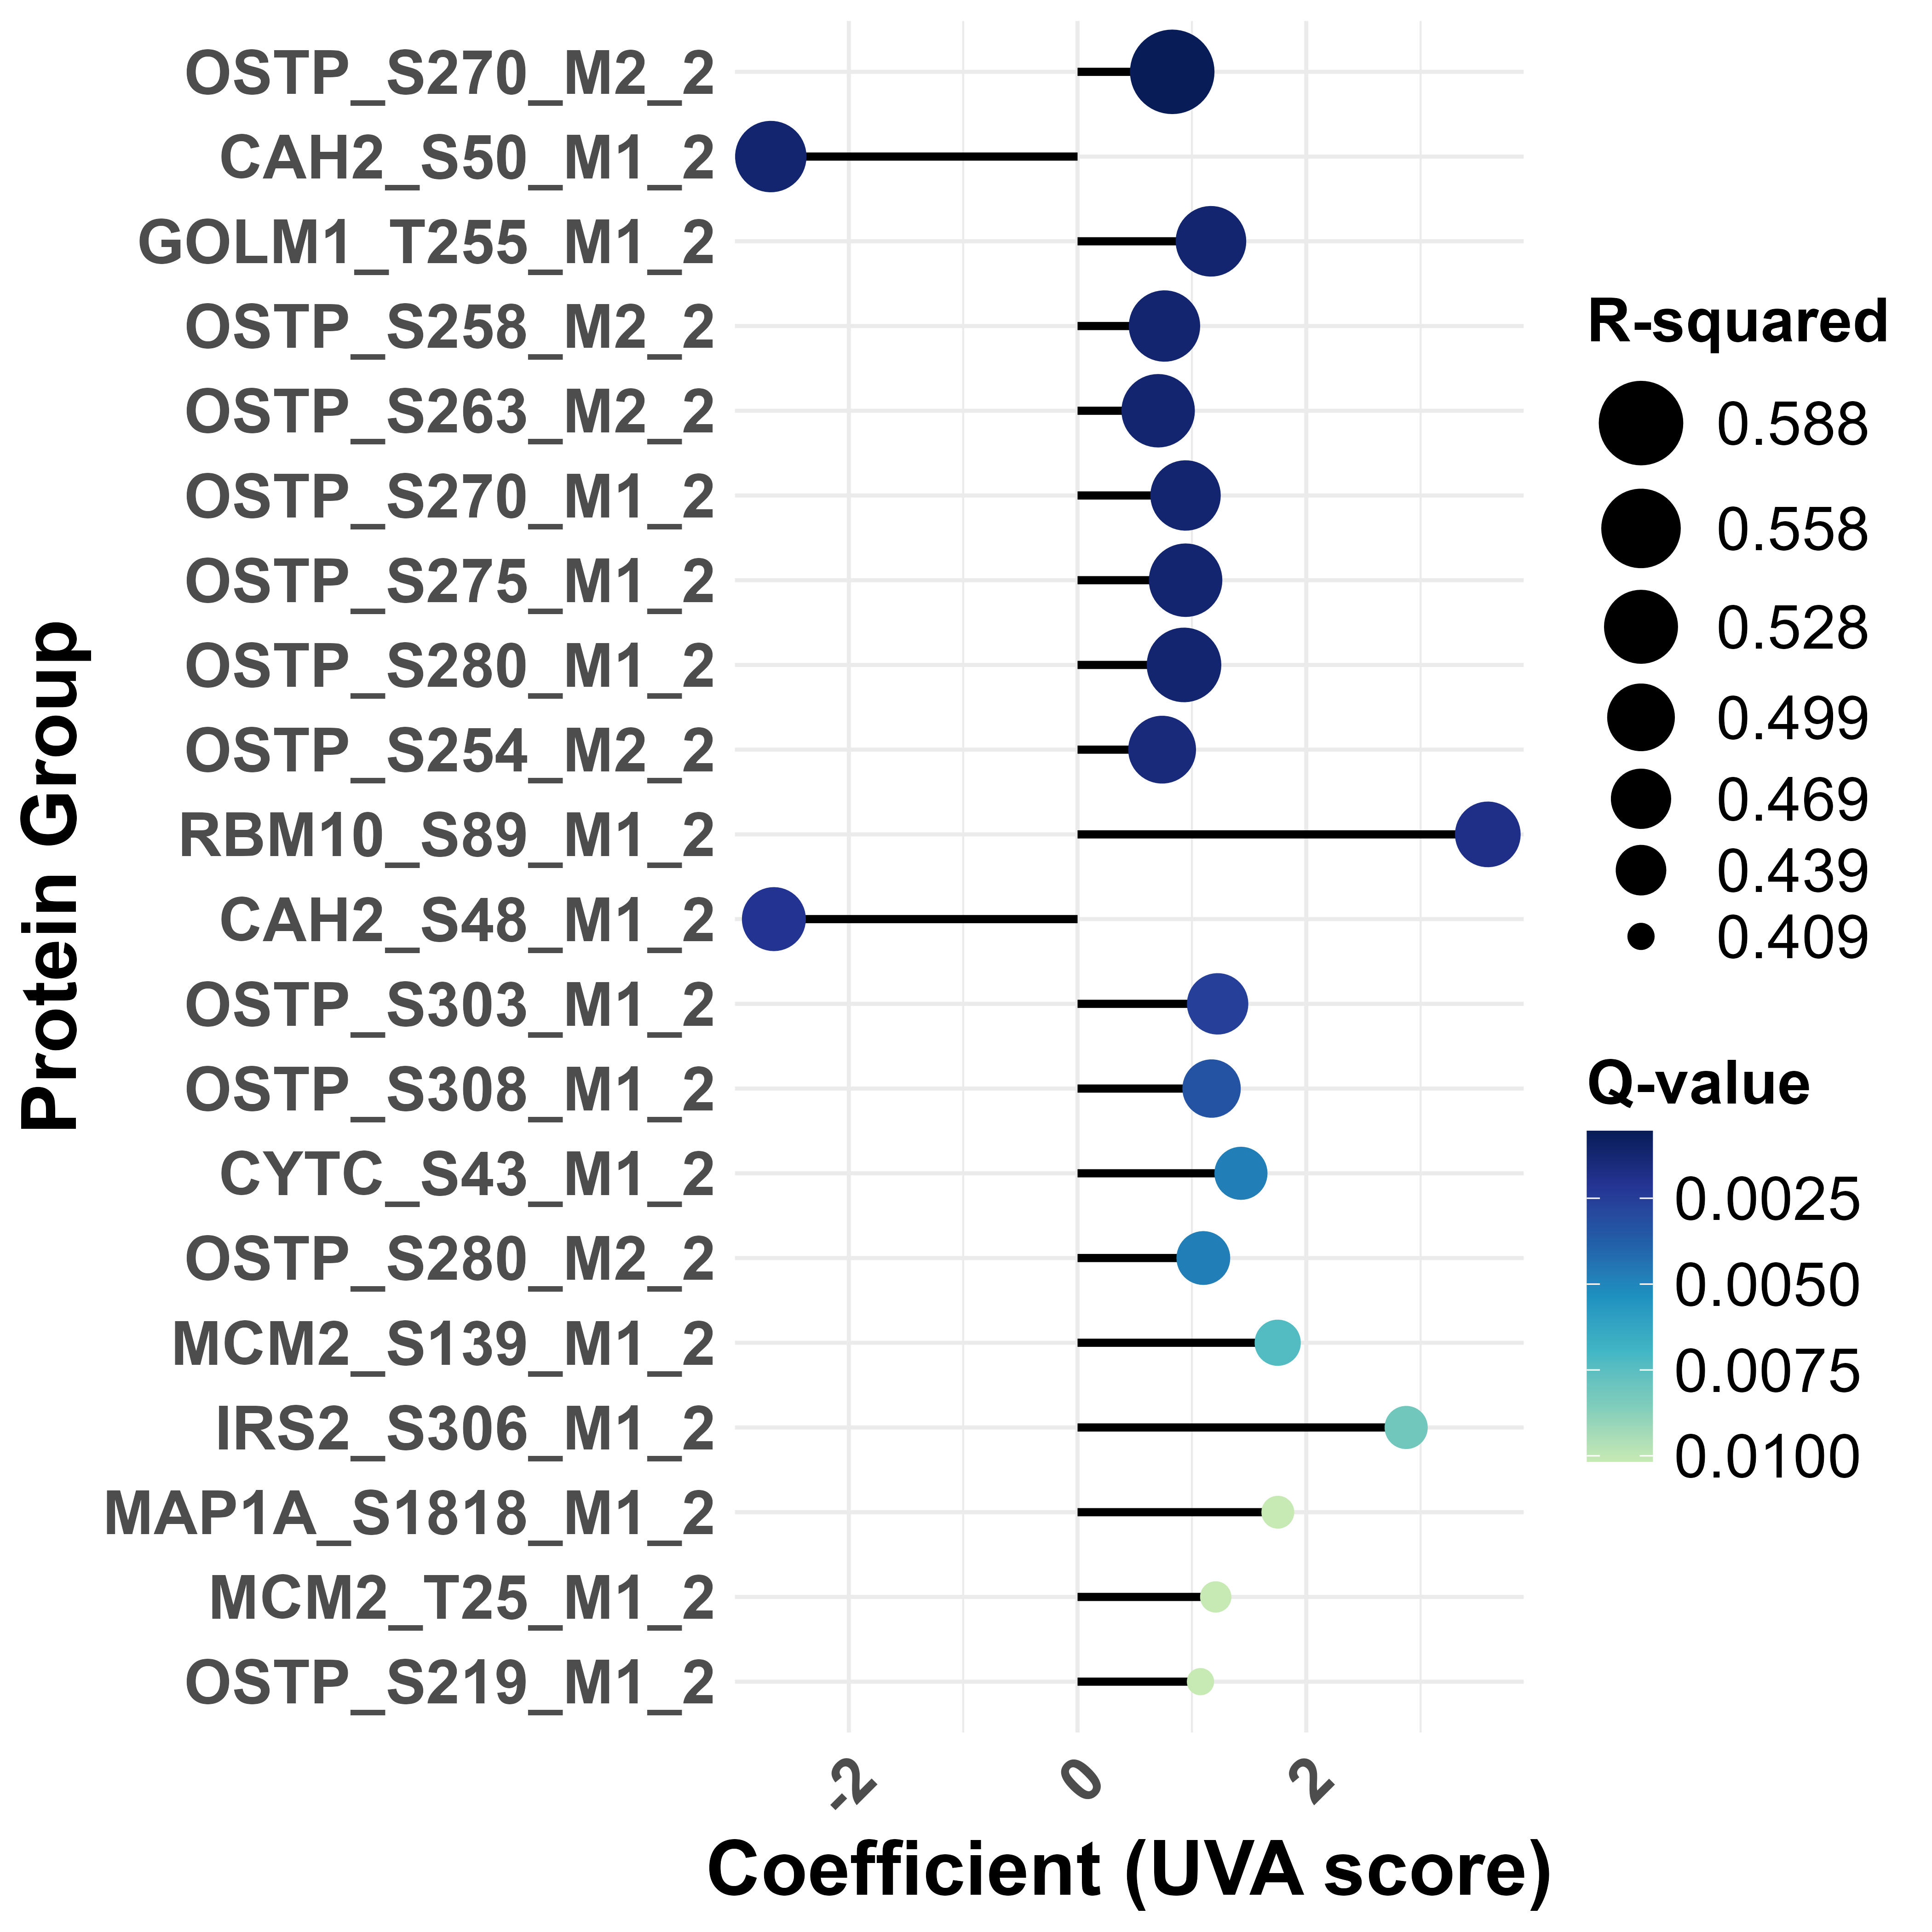 Protein Group
OSTP_S270_M2_2
CAH2_S50_M1_2
GOLM1_T255_M1_2
OSTP_S258_M2_2
OSTP_S263_M2_2
OSTP_S270_M1_2
OSTP_S275_M1_2
OSTP_S280_M1_2
OSTP_S254_M2_2
RBM10_S89_M1_2
CAH2_S48_M1_2
OSTP_S303_M1_2
OSTP_S308_M1_2
CYTC_S43_M1_2
OSTP_S280_M2_2
MCM2_S139_M1_2
IRS2_S306_M1_2
MAP1A_S1818_M1_2
MCM2_T25_M1_2
OSTP_S219_M1_2
-2
0
2
Coefficient (UVA score)
R-squared
0.588
0.558
0.528
0.499
0.469
0.439
0.409
Q-value
0.0025
0.0050
0.0075
0.0100